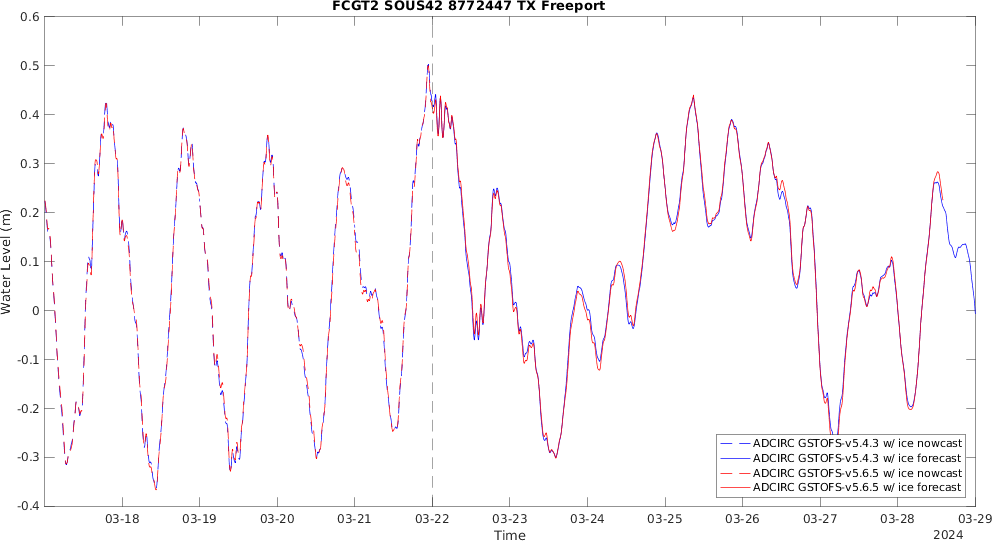 FCGT2 SOUS42 8772447 TX Freeport
0.6
0.5
0.4
0.3
0.2
0.1
0
-0.1
-0.2
-0.3
-0.4
Water Level (m)
ADCIRC GSTOFS-v5.4.3 w/ ice nowcast
ADCIRC GSTOFS-v5.4.3 w/ ice forecast
ADCIRC GSTOFS-v5.6.5 w/ ice nowcast
ADCIRC GSTOFS-v5.6.5 w/ ice forecast
03-18 03-19 03-20 03-21 03-22 03-23 03-24 03-25 03-26 03-27 03-28 03-29
Time
2024